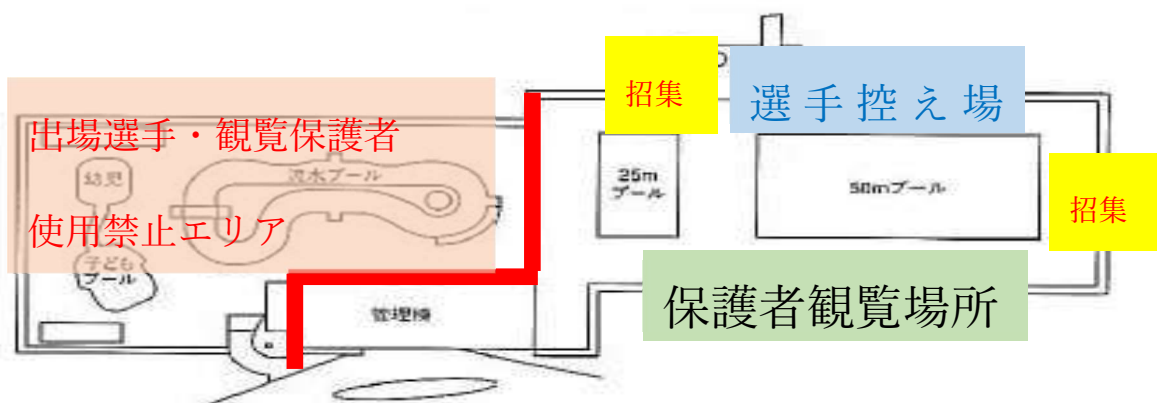 招集
選手控え場
出場選手・観覧保護者
幼児
流水プール
25m
プール
50mプール
招集
使用禁止エリア
子ども
プール
管理棟
保護者観覧場所